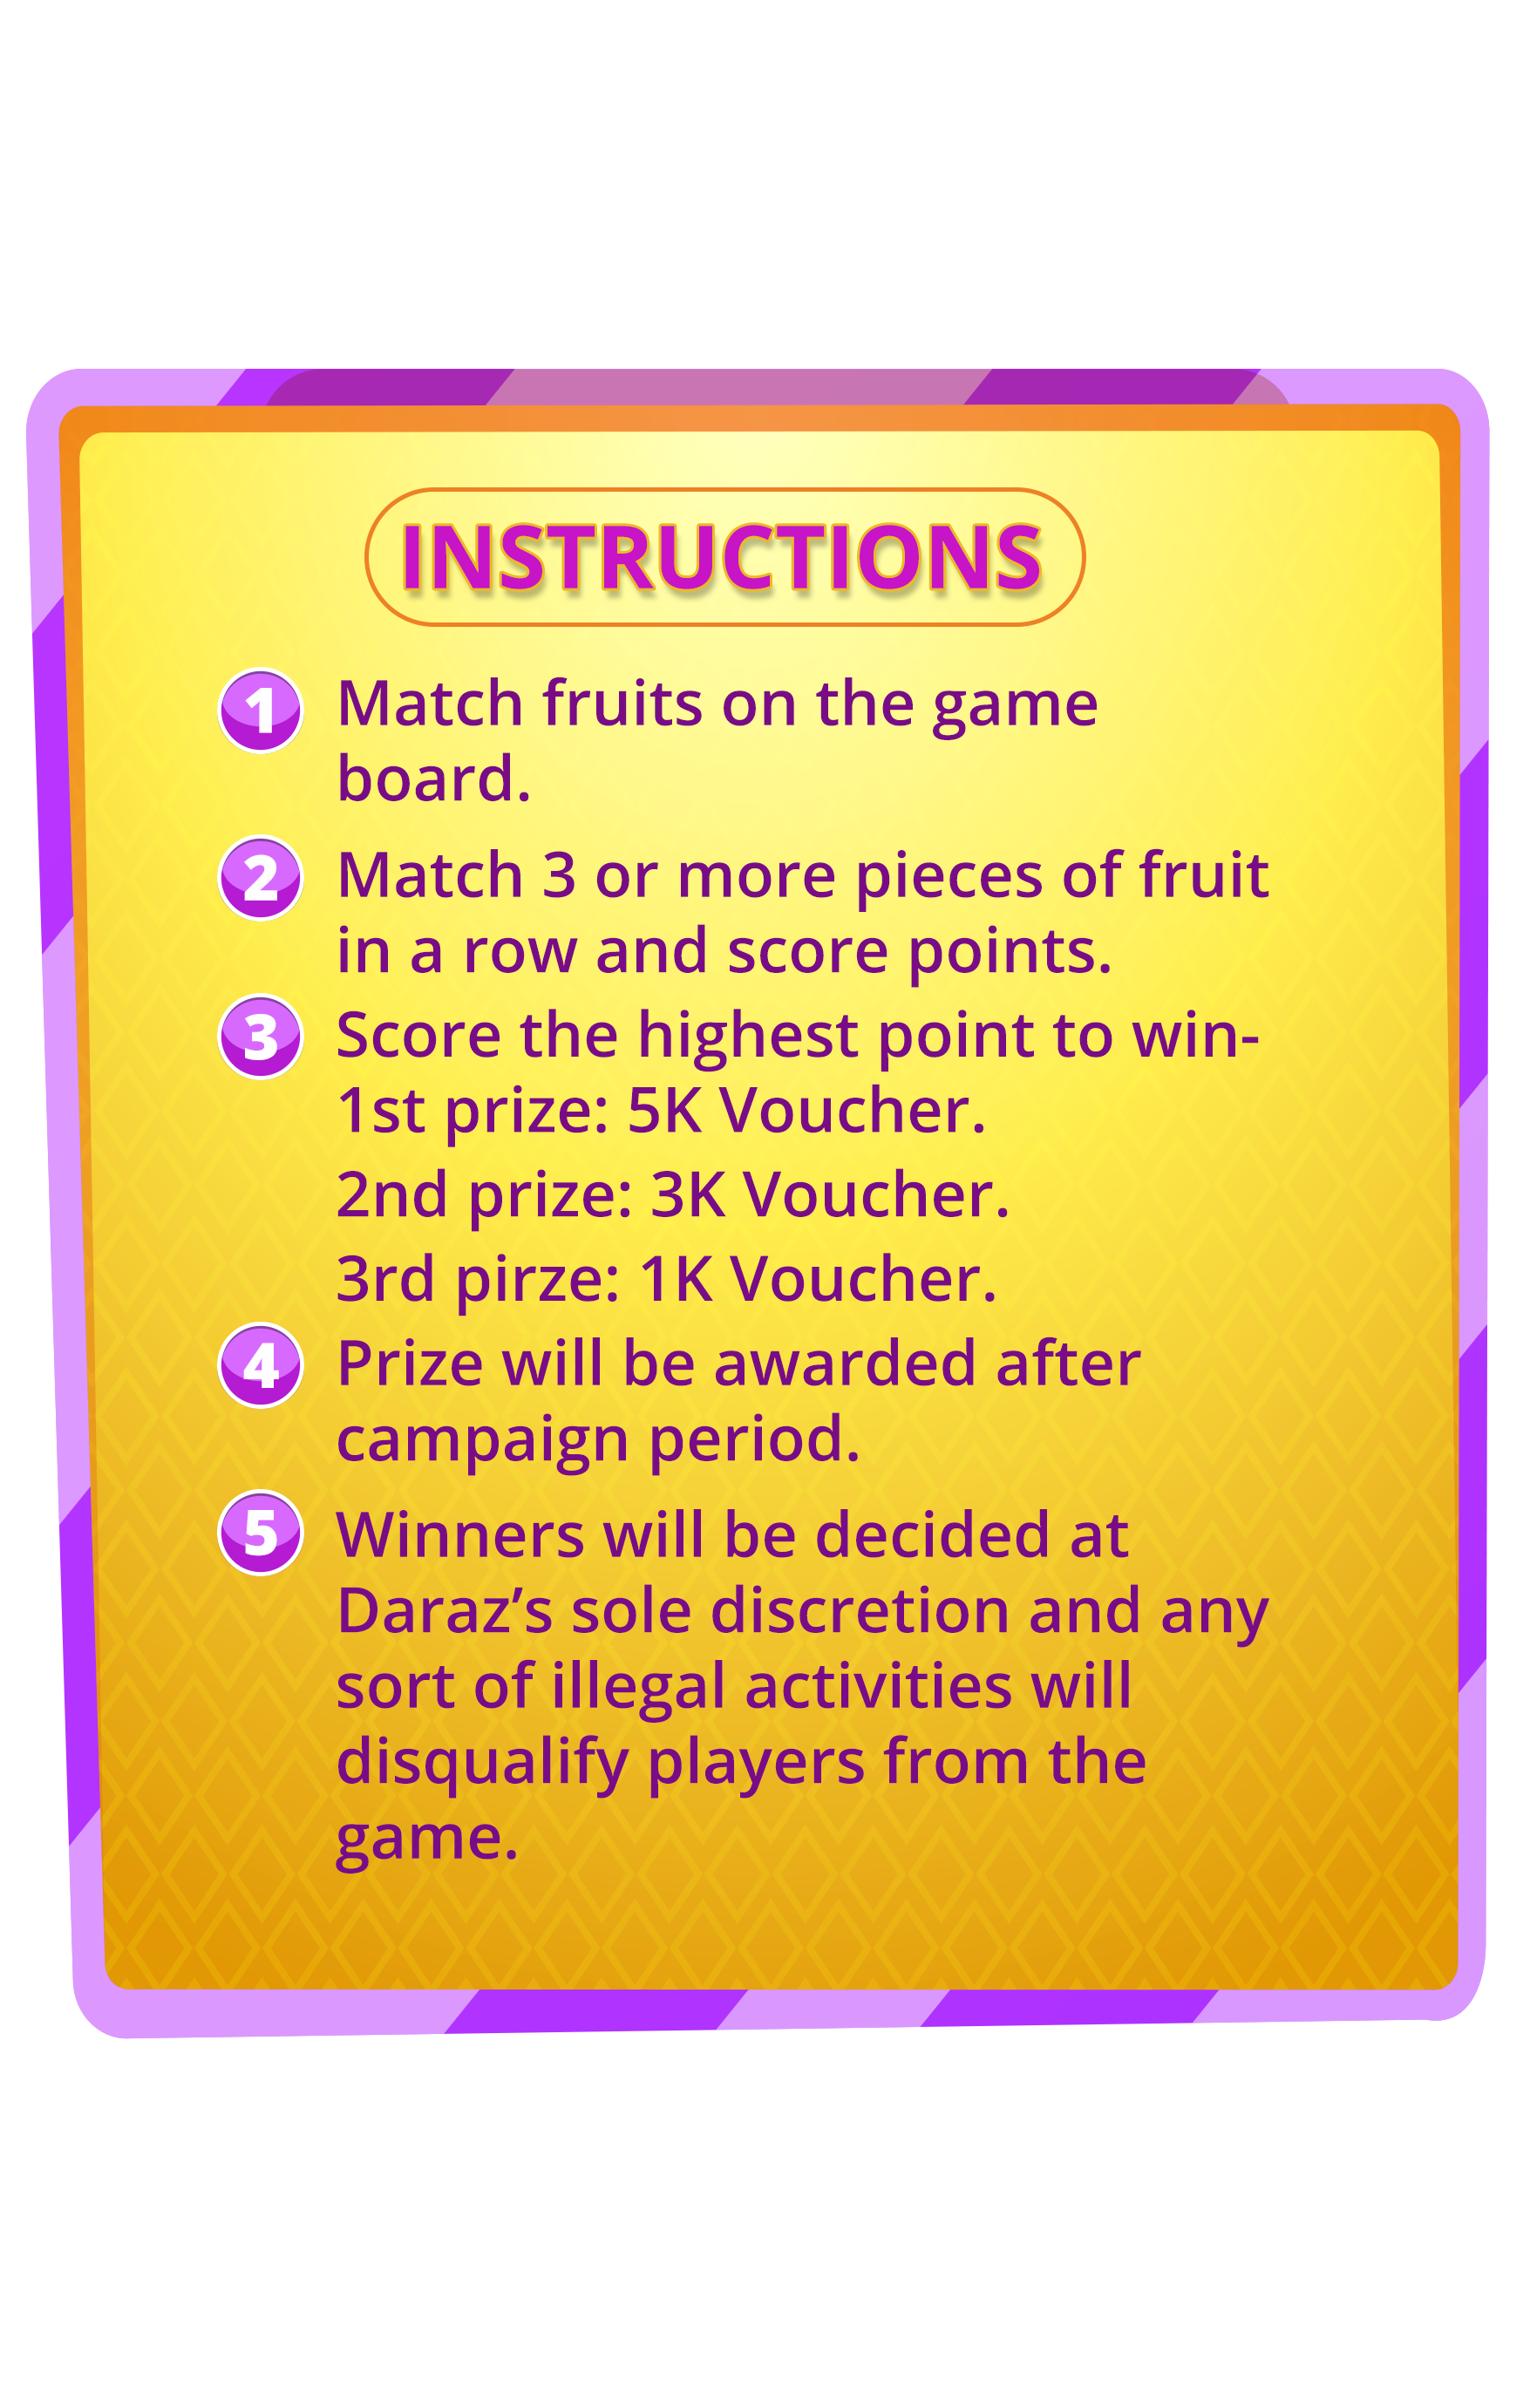 INSTRUCTIONS
1 Match fruits on the game
board.
2 Match 3 or more pieces of fruit
in a row and score points.
3 Score the highest point to win-
1st prize: 5K Voucher.
2nd prize: 3K Voucher.
3rd pirze: 1K Voucher.
4 Prize will be awarded after
campaign period.
5 Winners will be decided at
Daraz’s sole discretion and any
sort of illegal activities will
disqualify players from the
game.